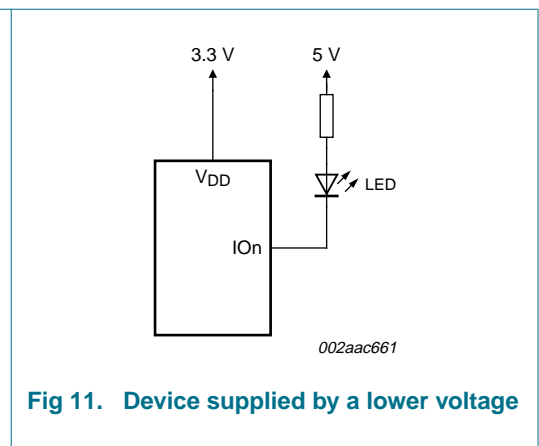 3.3 V
5 V
VDD
LED
IOn
002aac661
Fig 11. Device supplied by a lower voltage